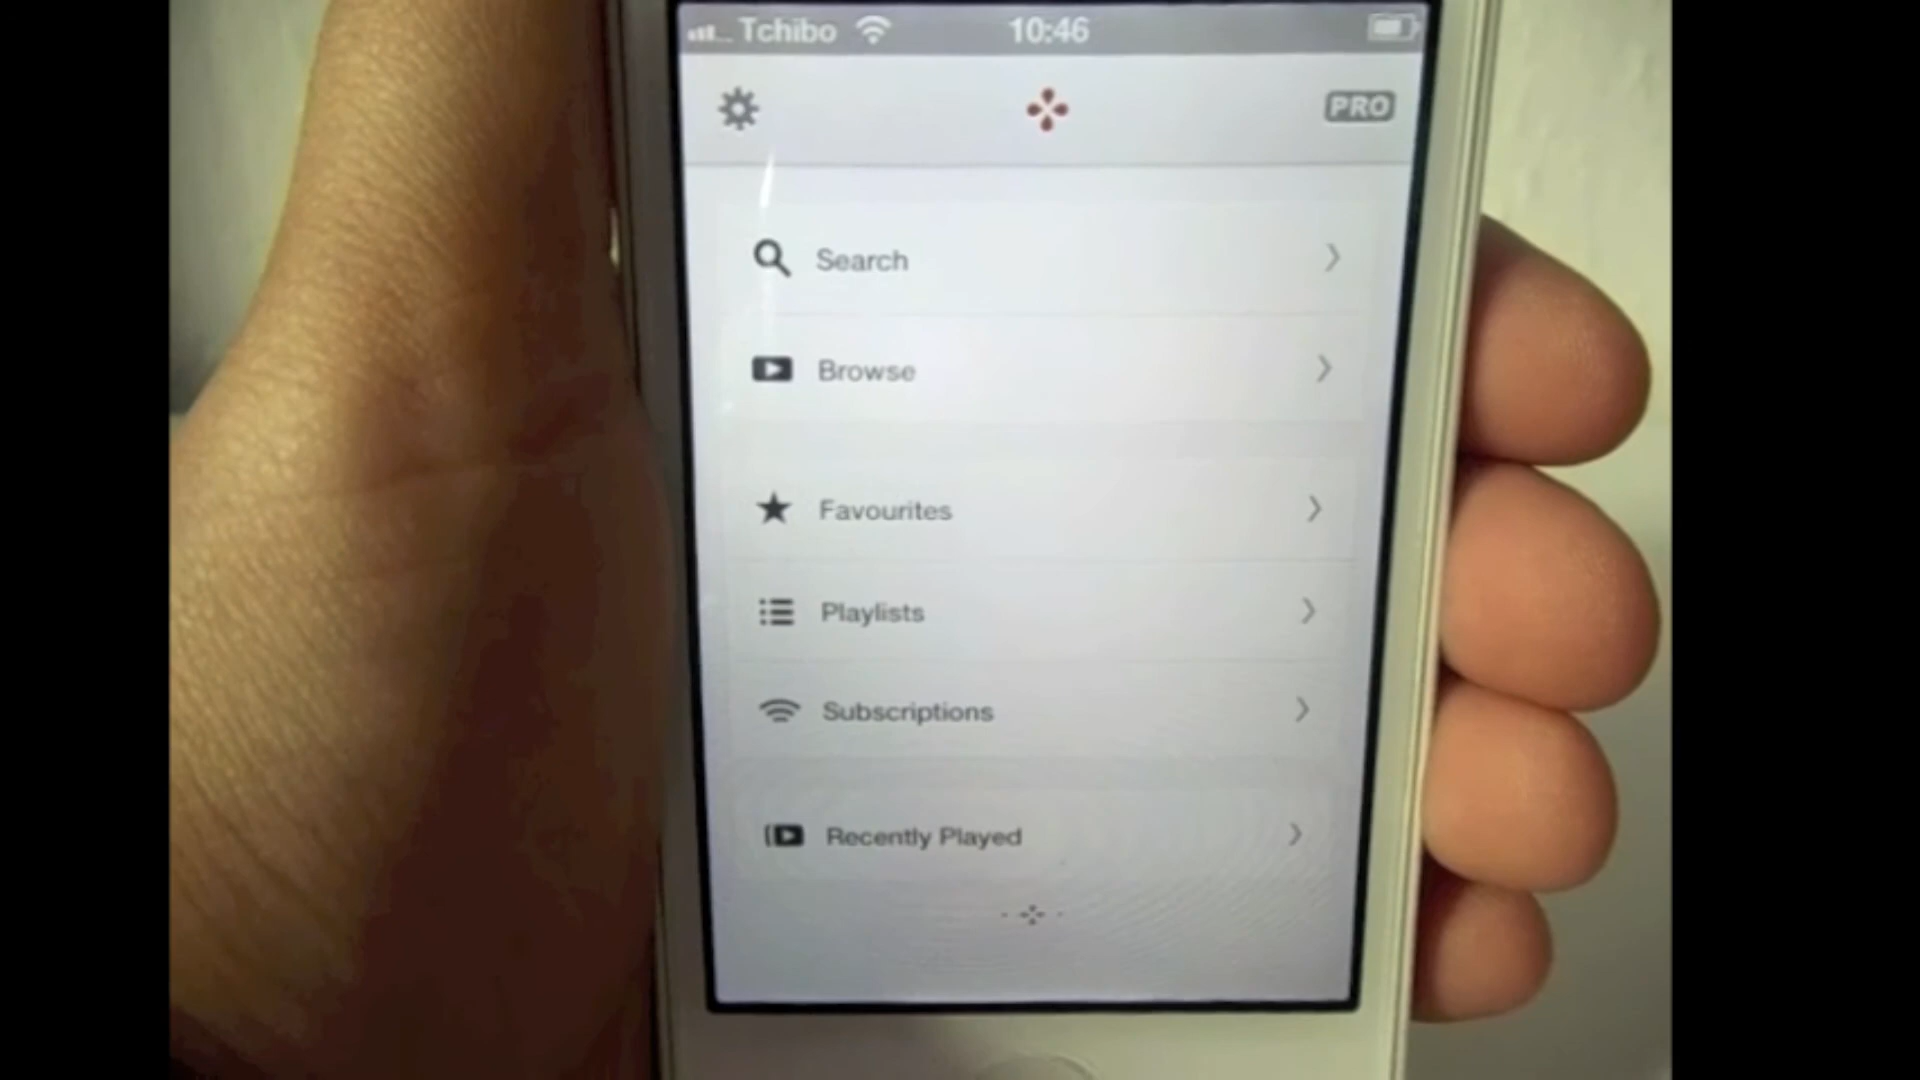 Tchibo 10:46
PRO
Search
Browse
Favourites
Playlists
Subscriptions
Recently Played